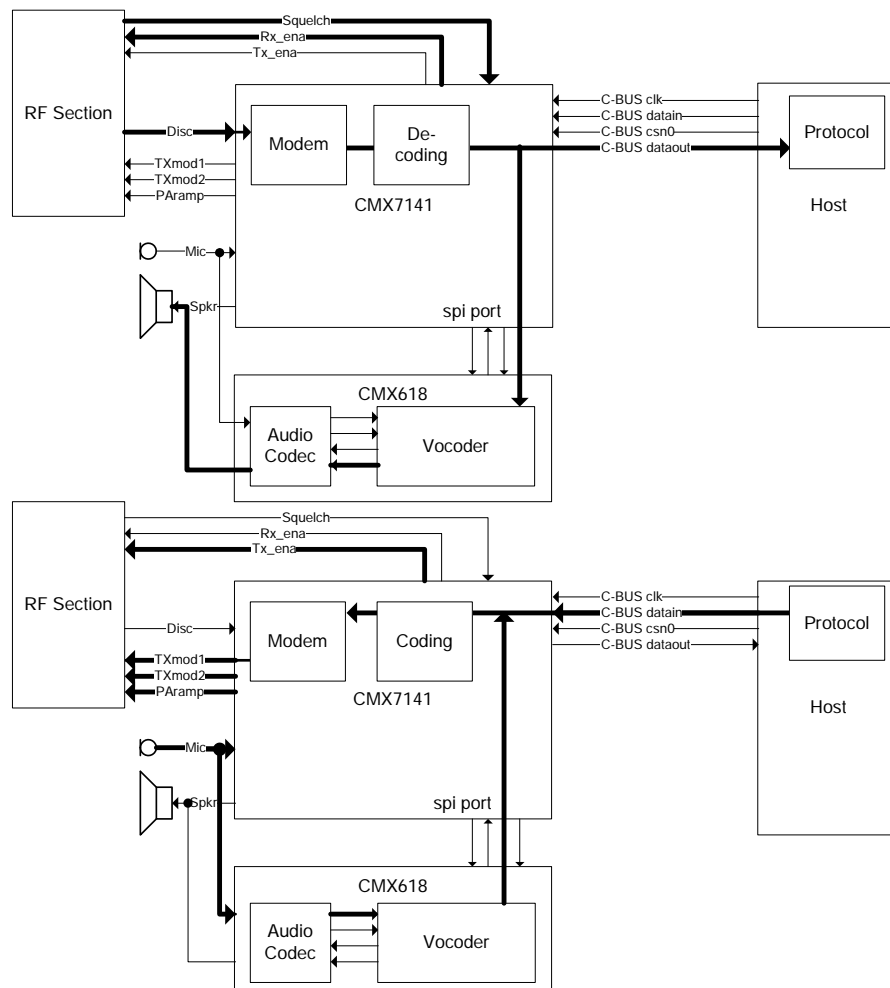 Squelch
Rx_ena
Tx_ena
RF Section
Disc
TXmod1
TXmod2
PAramp
Modem
De-
coding
CMX7141
C-BUS clk
C-BUS datain
C-BUS csn0
C-BUS dataout
Protocol
Host
Mic
Spkr
spi port
CMX618
Audio
Codec
Vocoder
Squelch
Rx_ena
Tx_ena
RF Section
Disc
TXmod1
TXmod2
PAramp
Modem
Coding
CMX7141
C-BUS clk
C-BUS datain
C-BUS csn0
C-BUS dataout
Protocol
Host
Mic
Spkr
spi port
CMX618
Audio
Codec
Vocoder